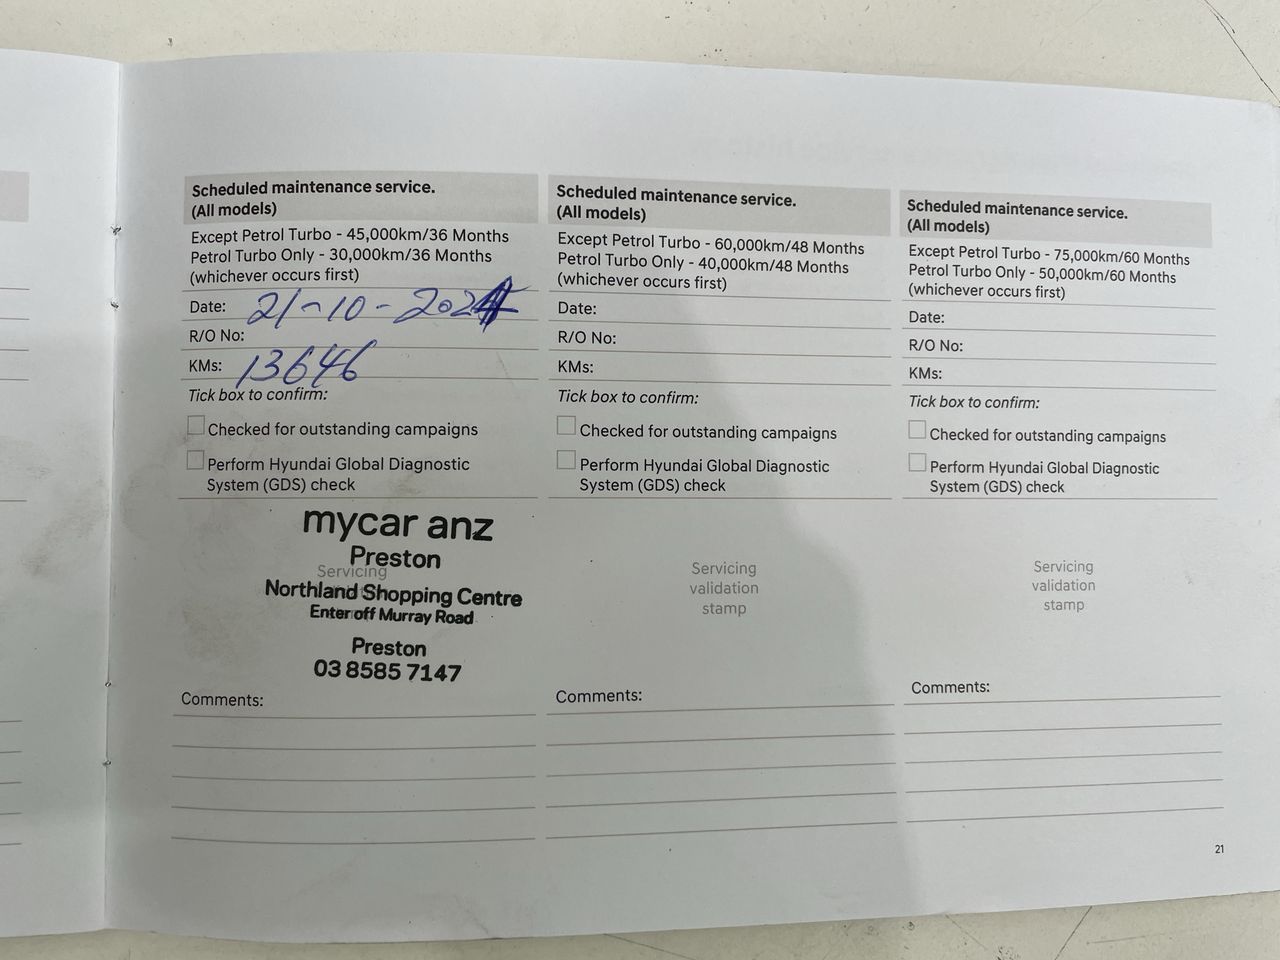 Scheduled maintenance service.
(All models)
Except Petrol Turbo - 45,000km/36 Months
Petrol Turbo Only - 30,000km/36 Months
(whichever occurs first)
Date: 21-10-2024
R/O No:
KMs: 13646
Tick box to confirm:
Checked for outstanding campaigns
Perform Hyundai Global Diagnostic
System (GDS) check
mycar anz
Preston
Servicing
Northland Shopping Centre
Enter off Murray Road
Preston
03 8585 7147
Comments:
Scheduled maintenance service.
(All models)
Except Petrol Turbo - 60,000km/48 Months
Petrol Turbo Only - 40,000km/48 Months
(whichever occurs first)
Date:
R/O No:
KMs:
Tick box to confirm:
Checked for outstanding campaigns
Perform Hyundai Global Diagnostic
System (GDS) check
Servicing
validation
stamp
Comments:
Scheduled maintenance service.
(All models)
Except Petrol Turbo - 75,000km/60 Months
Petrol Turbo Only - 50,000km/60 Months
(whichever occurs first)
Date:
R/O No:
KMs:
Tick box to confirm:
Checked for outstanding campaigns
Perform Hyundai Global Diagnostic
System (GDS) check
Servicing
validation
stamp
Comments:
21